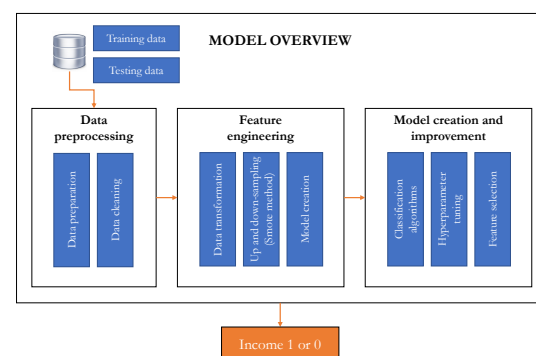 MODEL OVERVIEW
Training data
Testing data
Data
preprocessing
Data preparation
Data cleaning
Feature
engineering
Data transformation
Up and down-sampling
(Smote method)
Model creation
Model creation and
improvement
Classification
algorithms
Hyperparameter
tuning
Feature selection
Income 1 or 0